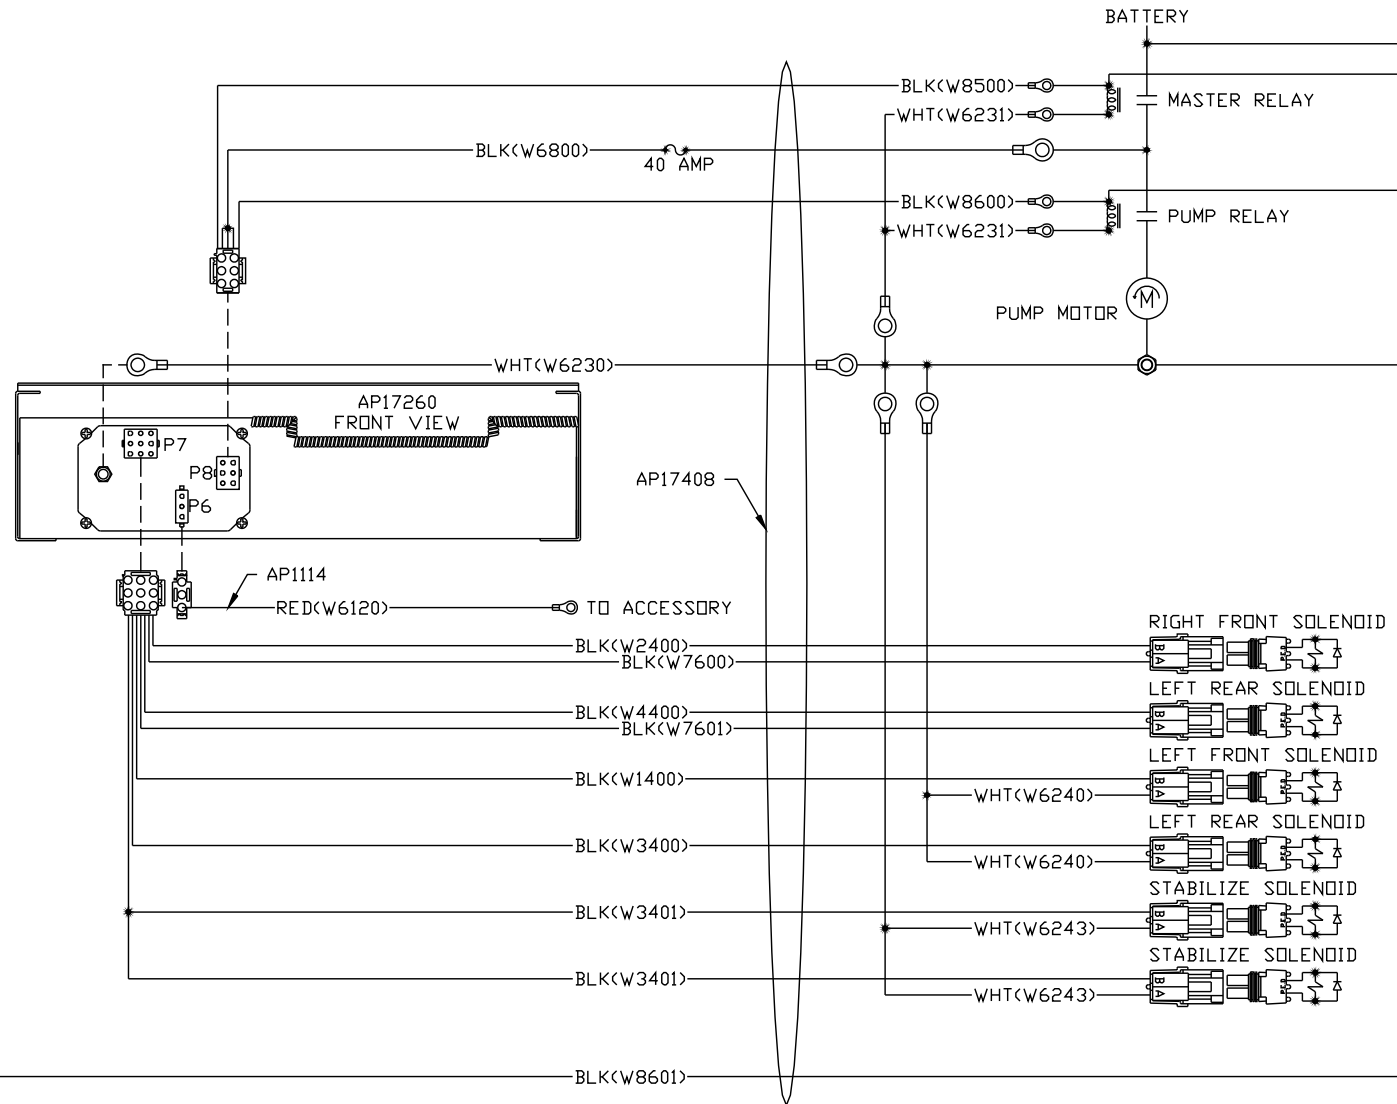 BATTERY
BLK(W8500)
MASTER RELAY
WHT(W6231)
BLK(W6800)
40 AMP
BLK(W8600)
PUMP RELAY
WHT(W6231)
M
PUMP MOTOR
WHT(W6230)
AP17260
FRONT VIEW
P7
P8
P6
AP17408
AP1114
RED(W6120)
TO ACCESSORY
RIGHT FRONT SOLENOID
BLK(W2400)
B
A
BLK(W7600)
LEFT REAR SOLENOID
BLK(W4400)
B
A
BLK(W7601)
LEFT FRONT SOLENOID
BLK(W1400)
B
A
WHT(W6240)
LEFT REAR SOLENOID
BLK(W3400)
B
A
WHT(W6240)
STABILIZE SOLENOID
BLK(W3401)
B
A
WHT(W6243)
STABILIZE SOLENOID
BLK(W3401)
B
A
WHT(W6243)
BLK(W8601)